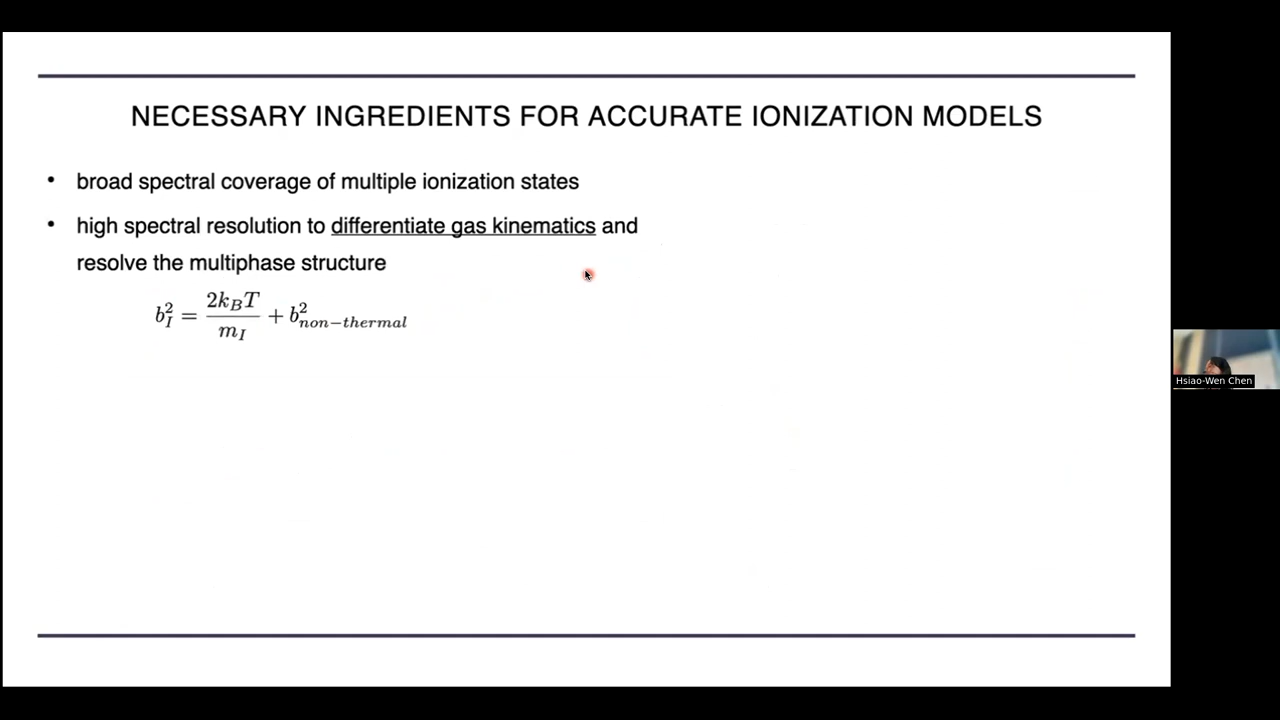 NECESSARY INGREDIENTS FOR ACCURATE IONIZATION MODELS
• broad spectral coverage of multiple ionization states
• high spectral resolution to differentiate gas kinematics and
resolve the multiphase structure
$b_I^2 = \frac{2k_BT}{m_I} + b_{non-thermal}^2$
Hsiao-Wen Chen